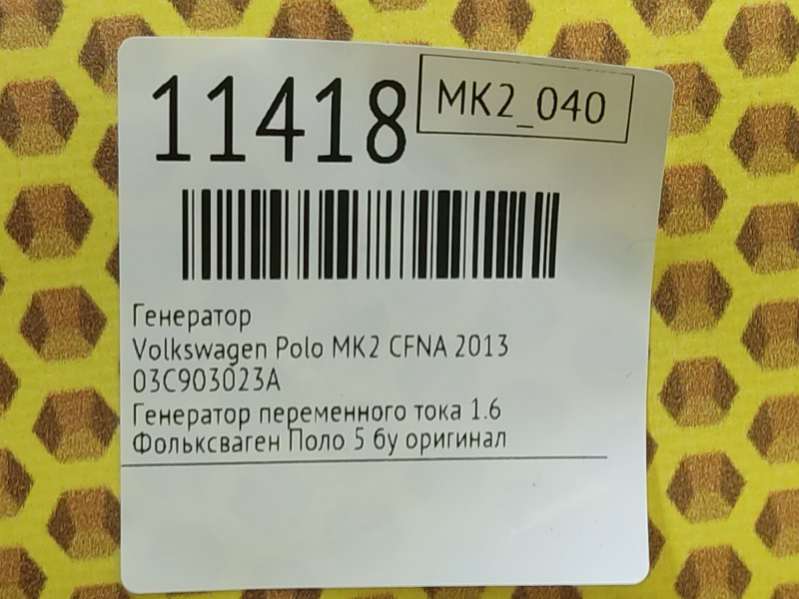 11418
MK2_040
Генератор
Volkswagen Polo MK2 CFNA 2013
03C903023A
Генератор переменного тока 1.6
Фольксваген Поло 5 бу оригинал